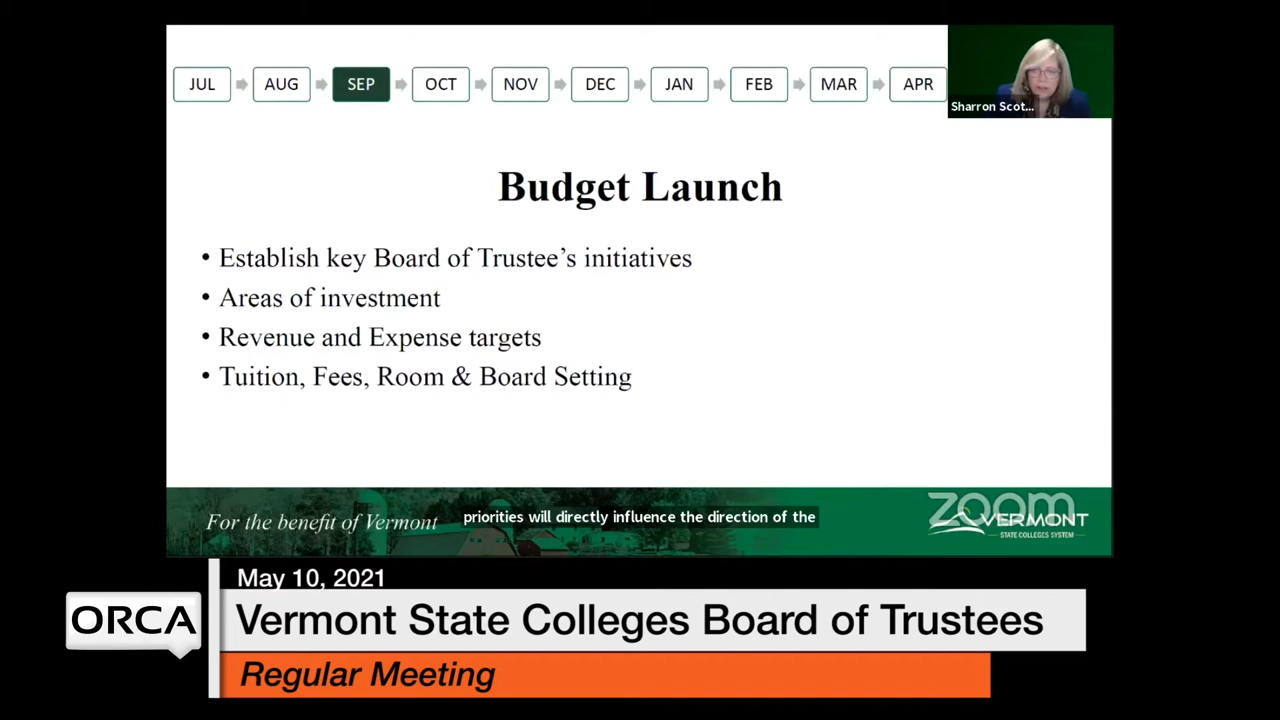 JUL AUG SEP OCT NOV DEC JAN FEB MAR APR
Sharron Scot...
Budget Launch
• Establish key Board of Trustee’s initiatives
• Areas of investment
• Revenue and Expense targets
• Tuition, Fees, Room & Board Setting
For the benefit of Vermont
priorities will directly influence the direction of the
zoom
VERMONT
STATE COLLEGES SYSTEM
May 10, 2021
ORCA
Vermont State Colleges Board of Trustees
Regular Meeting